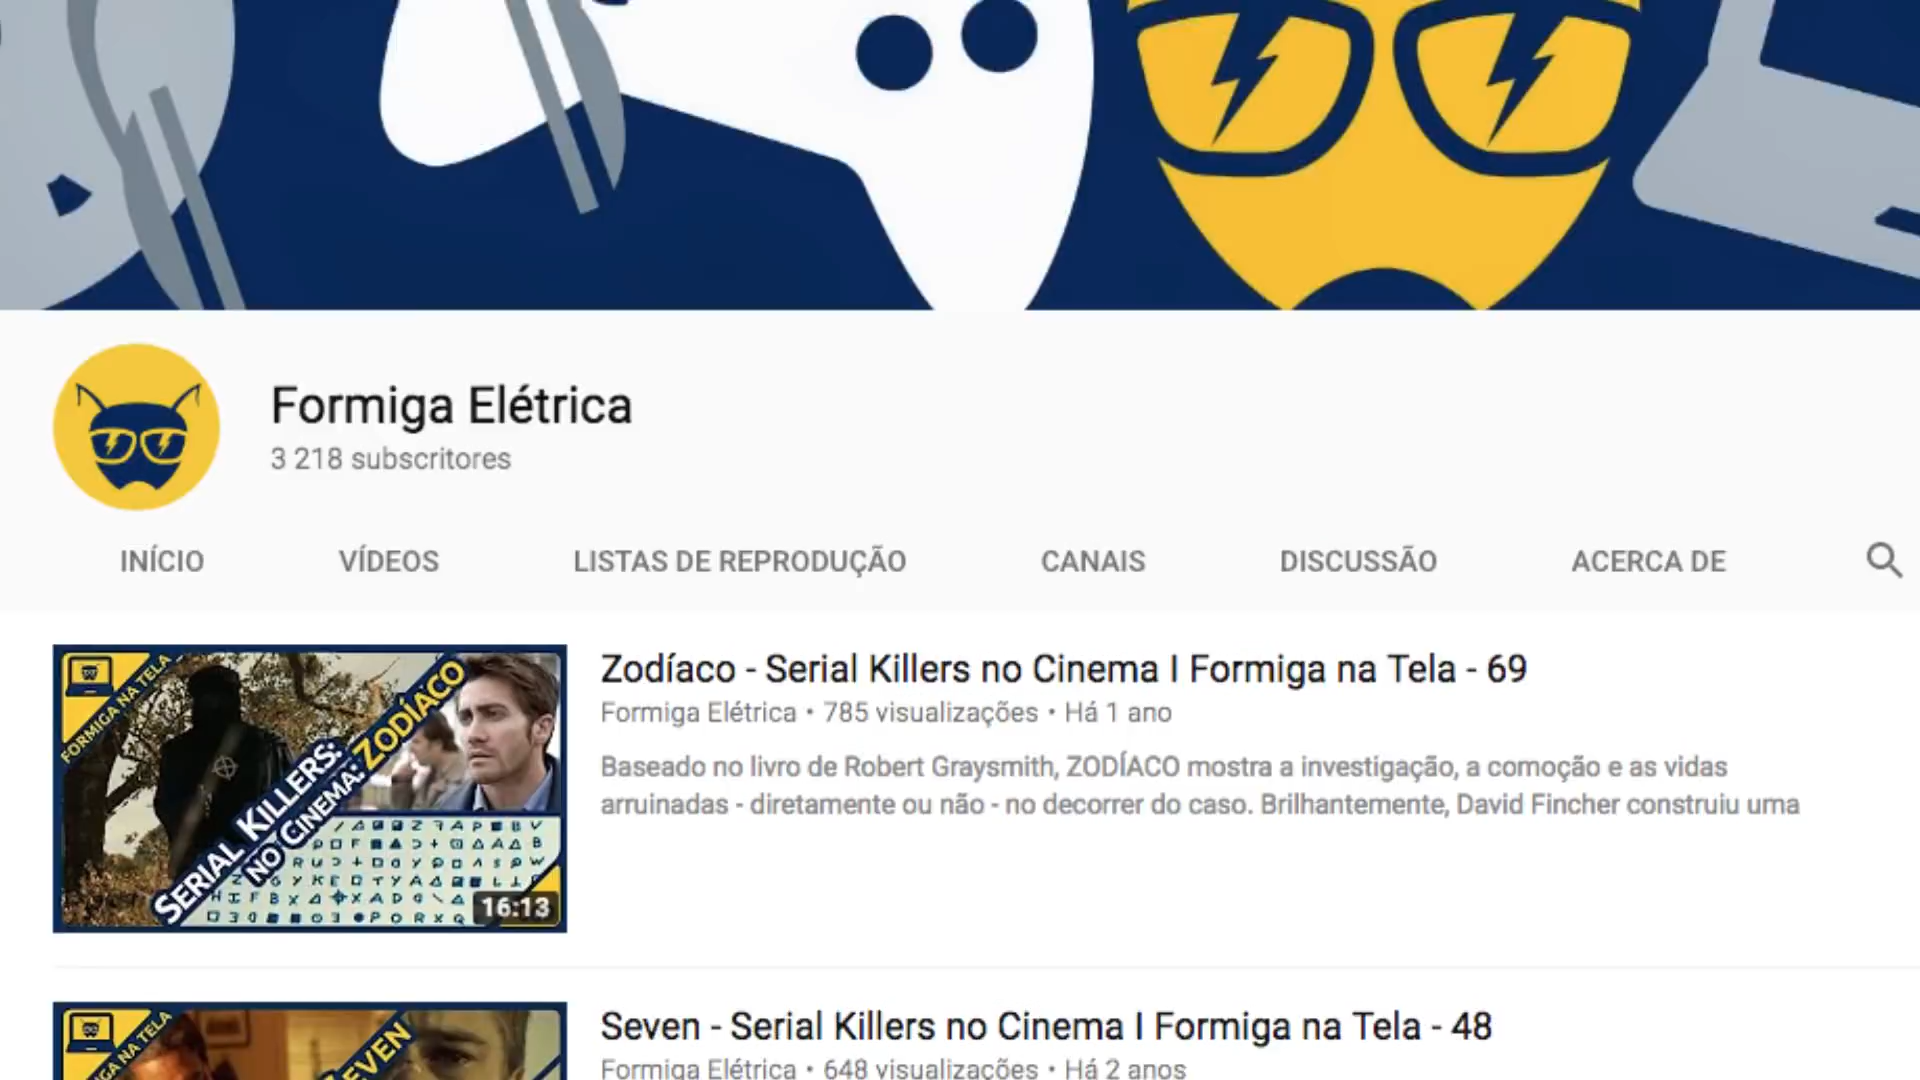 Formiga Elétrica
3 218 subscritores
INÍCIO VÍDEOS LISTAS DE REPRODUÇÃO CANAIS DISCUSSÃO ACERCA DE
FORMIGA NA TELA
SERIAL KILLERS:
NO CINEMA: ZODÍACO
16:13
Zodíaco - Serial Killers no Cinema I Formiga na Tela - 69
Formiga Elétrica • 785 visualizações • Há 1 ano
Baseado no livro de Robert Graysmith, ZODÍACO mostra a investigação, a comoção e as vidas
arruinadas - diretamente ou não - no decorrer do caso. Brilhantemente, David Fincher construiu uma
IGA NA TELA
EVEN
Seven - Serial Killers no Cinema I Formiga na Tela - 48
Formiga Elétrica • 648 visualizações • Há 2 anos